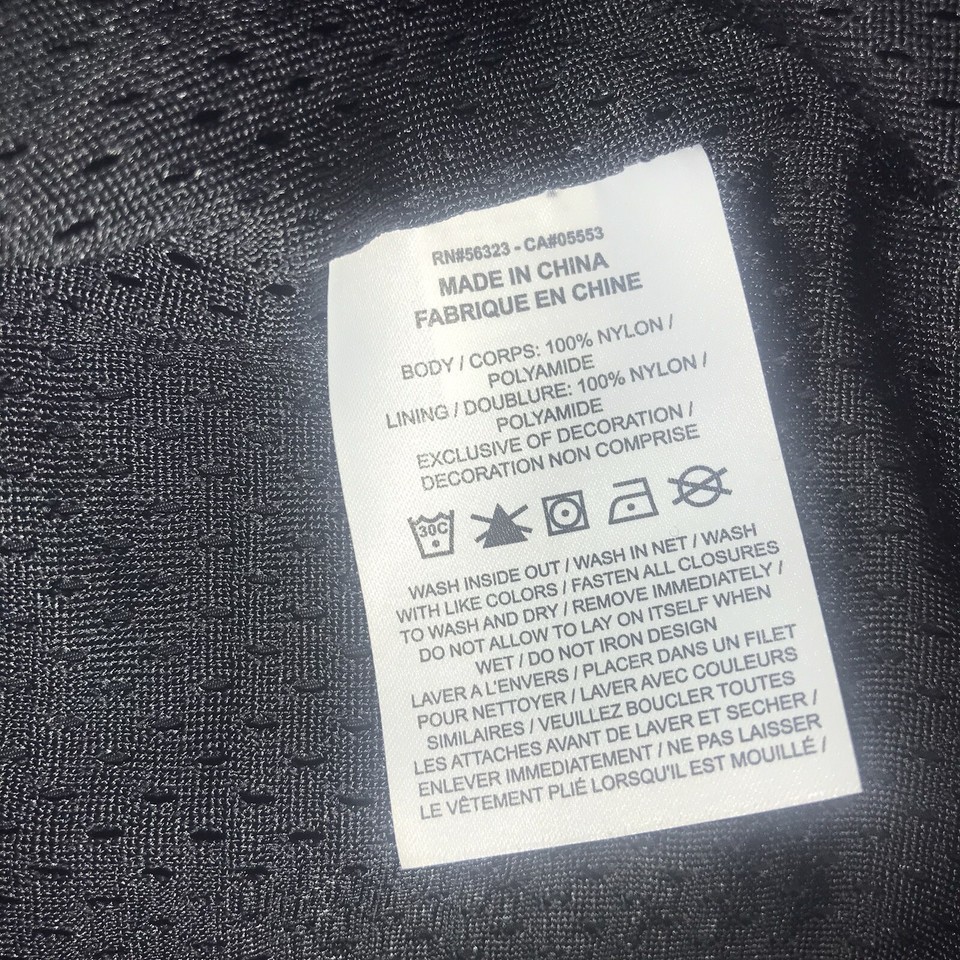 RN#56323 - CA#05553
MADE IN CHINA
FABRIQUE EN CHINE
BODY / CORPS: 100% NYLON /
POLYAMIDE
LINING / DOUBLURE: 100% NYLON /
POLYAMIDE
EXCLUSIVE OF DECORATION /
DECORATION NON COMPRISE
30C
WASH INSIDE OUT / WASH IN NET / WASH
WITH LIKE COLORS / FASTEN ALL CLOSURES
TO WASH AND DRY / REMOVE IMMEDIATELY /
DO NOT ALLOW TO LAY ON ITSELF WHEN
WET / DO NOT IRON DESIGN
LAVER A L'ENVERS / PLACER DANS UN FILET
POUR NETTOYER / LAVER AVEC COULEURS
SIMILAIRES / VEUILLEZ BOUCLER TOUTES
LES ATTACHES AVANT DE LAVER ET SECHER /
ENLEVER IMMEDIATEMENT / NE PAS LAISSER
LE VÊTEMENT PLIÉ LORSQU'IL EST MOUILLÉ /